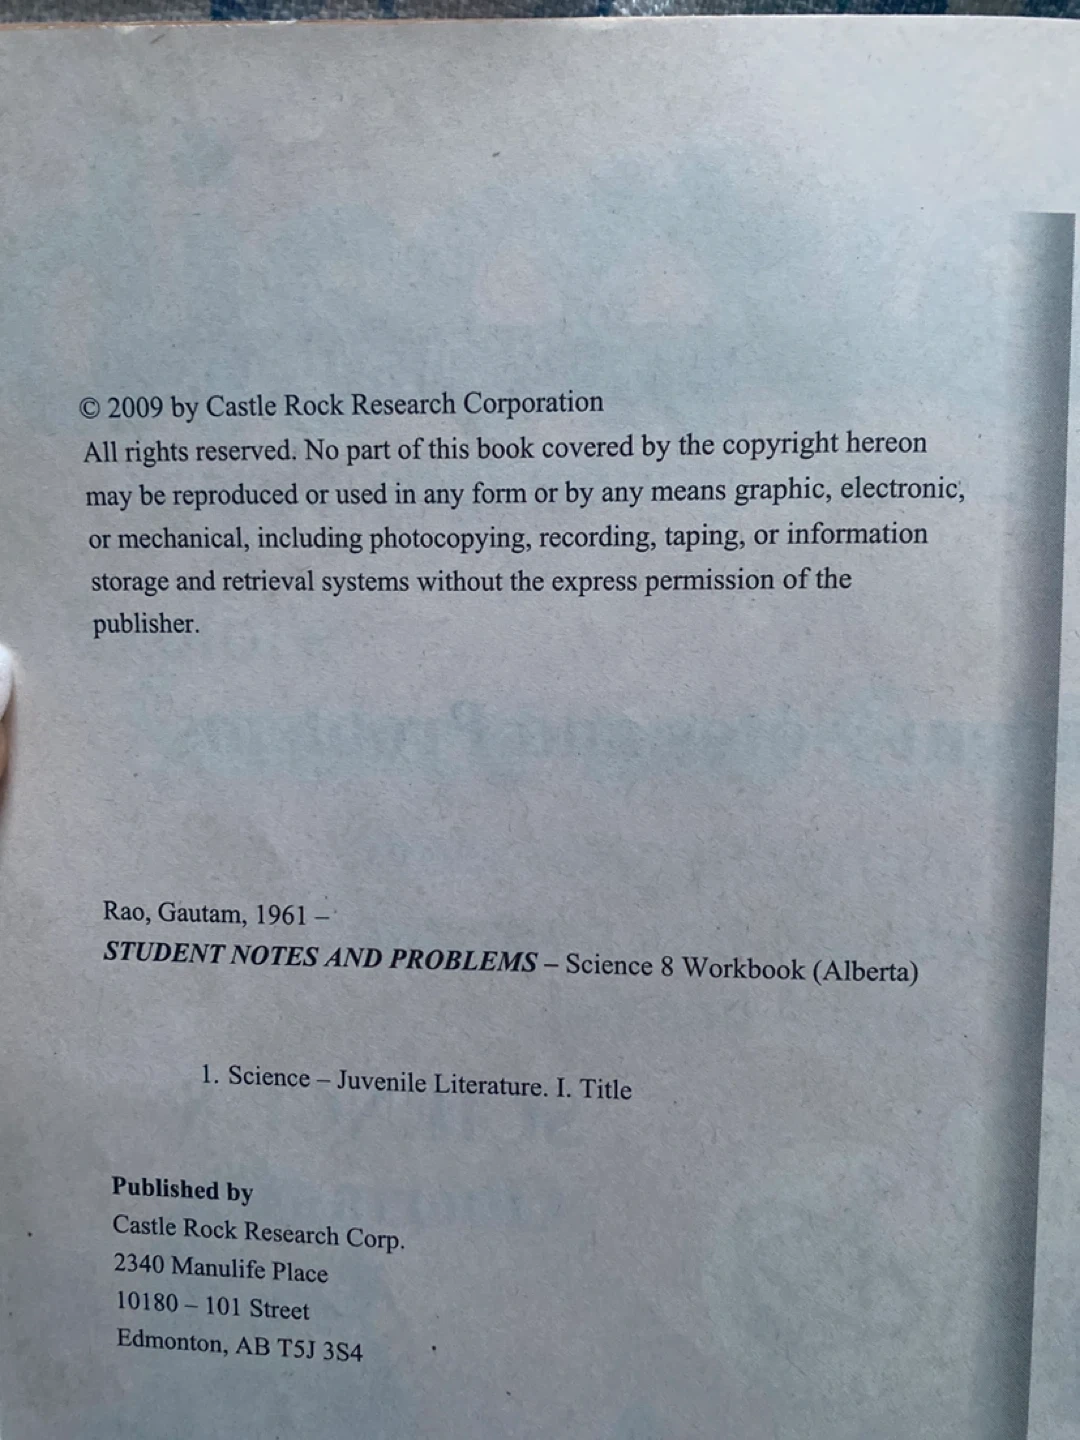 © 2009 by Castle Rock Research Corporation
All rights reserved. No part of this book covered by the copyright hereon
may be reproduced or used in any form or by any means graphic, electronic,
or mechanical, including photocopying, recording, taping, or information
storage and retrieval systems without the express permission of the
publisher.
Rao, Gautam, 1961 –
STUDENT NOTES AND PROBLEMS – Science 8 Workbook (Alberta)
1. Science – Juvenile Literature. I. Title
Published by
Castle Rock Research Corp.
2340 Manulife Place
10180 – 101 Street
Edmonton, AB T5J 3S4